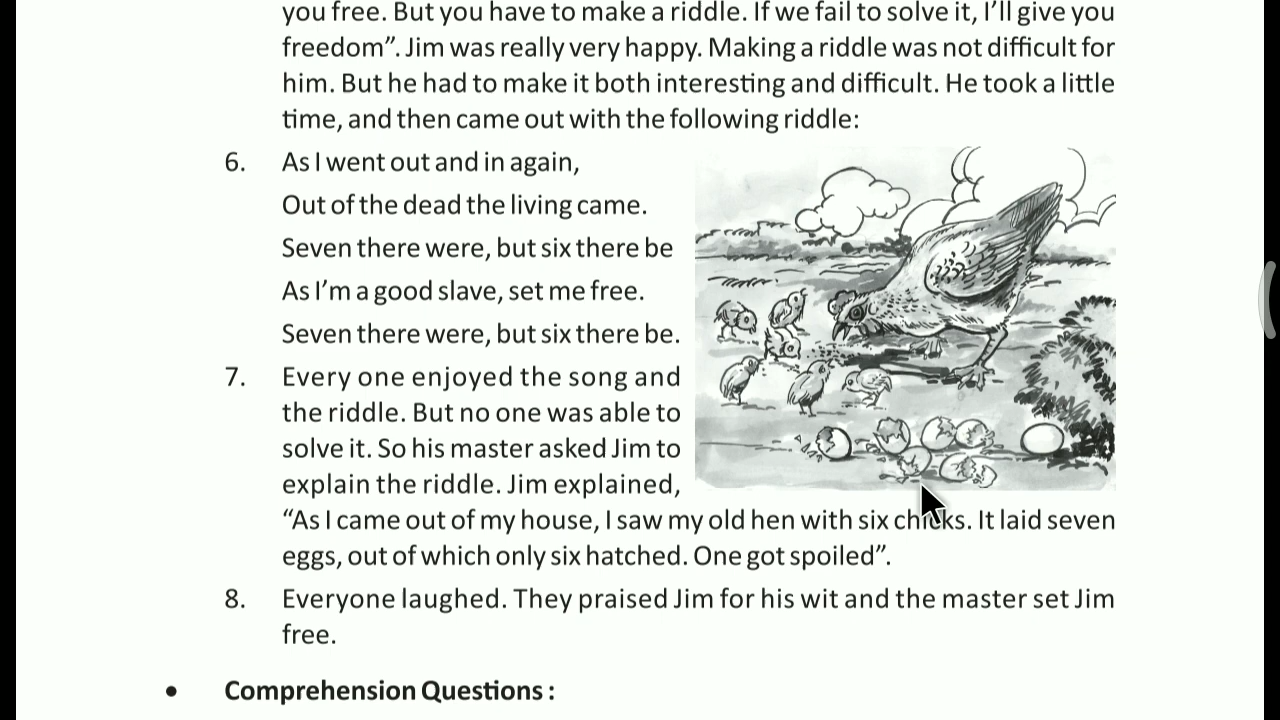 you free. But you have to make a riddle. If we fail to solve it, I’ll give you
freedom”. Jim was really very happy. Making a riddle was not difficult for
him. But he had to make it both interesting and difficult. He took a little
time, and then came out with the following riddle:
6. As I went out and in again,
Out of the dead the living came.
Seven there were, but six there be
As I’m a good slave, set me free.
Seven there were, but six there be.
7. Every one enjoyed the song and
the riddle. But no one was able to
solve it. So his master asked Jim to
explain the riddle. Jim explained,
“As I came out of my house, I saw my old hen with six chicks. It laid seven
eggs, out of which only six hatched. One got spoiled”.
8. Everyone laughed. They praised Jim for his wit and the master set Jim
free.
• Comprehension Questions :